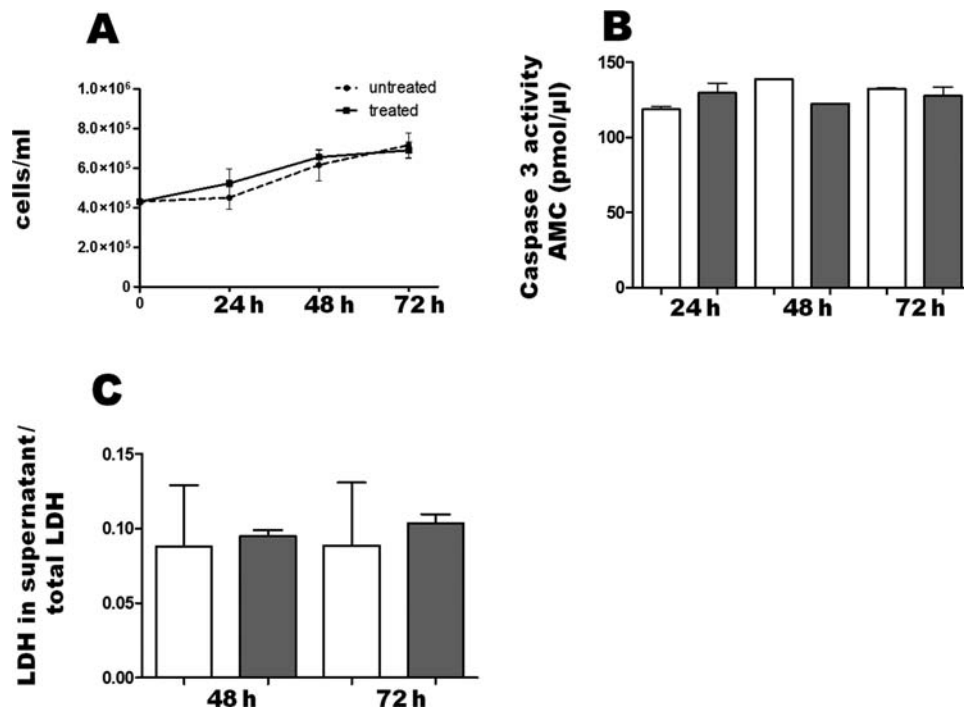 A
untreated
treated
1.0×10⁶
8.0×10⁵
6.0×10⁵
4.0×10⁵
2.0×10⁵
0
cells/ml
0 24 h 48 h 72 h
B
150
100
50
0
Caspase 3 activity
AMC (pmol/µl)
24 h 48 h 72 h
C
0.15
0.10
0.05
0.00
LDH in supernatant/
total LDH
48 h 72 h